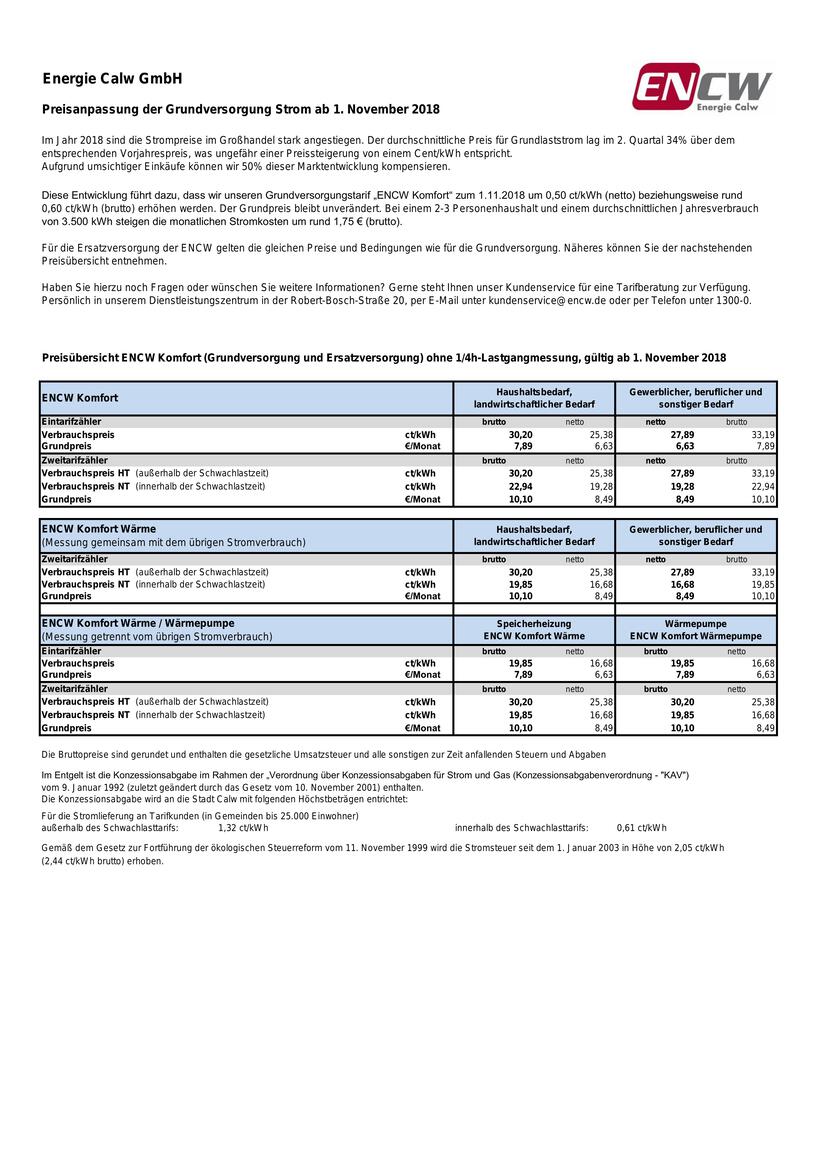 Energie Calw GmbH
ENCW
Energie Calw
Preisanpassung der Grundversorgung Strom ab 1. November 2018
Im Jahr 2018 sind die Strompreise im Großhandel stark angestiegen. Der durchschnittliche Preis für Grundlaststrom lag im 2. Quartal 34% über dem
entsprechenden Vorjahrespreis, was ungefähr einer Preissteigerung von einem Cent/kWh entspricht.
Aufgrund umsichtiger Einkäufe können wir 50% dieser Marktentwicklung kompensieren.
Diese Entwicklung führt dazu, dass wir unseren Grundversorgungstarif „ENCW Komfort“ zum 1.11.2018 um 0,50 ct/kWh (netto) beziehungsweise rund
0,60 ct/kWh (brutto) erhöhen werden. Der Grundpreis bleibt unverändert. Bei einem 2-3 Personenhaushalt und einem durchschnittlichen Jahresverbrauch
von 3.500 kWh steigen die monatlichen Stromkosten um rund 1,75 € (brutto).
Für die Ersatzversorgung der ENCW gelten die gleichen Preise und Bedingungen wie für die Grundversorgung. Näheres können Sie der nachstehenden
Preisübersicht entnehmen.
Haben Sie hierzu noch Fragen oder wünschen Sie weitere Informationen? Gerne steht Ihnen unser Kundenservice für eine Tarifberatung zur Verfügung.
Persönlich in unserem Dienstleistungszentrum in der Robert-Bosch-Straße 20, per E-Mail unter kundenservice@encw.de oder per Telefon unter 1300-0.
Preisübersicht ENCW Komfort (Grundversorgung und Ersatzversorgung) ohne 1/4h-Lastgangmessung, gültig ab 1. November 2018
ENCW Komfort Haushaltsbedarf, Gewerblicher, beruflicher und
landwirtschaftlicher Bedarf sonstiger Bedarf
Eintarifzähler brutto netto netto brutto
Verbrauchspreis ct/kWh 30,20 25,38 27,89 33,19
Grundpreis €/Monat 7,89 6,63 6,63 7,89
Zweitarifzähler brutto netto netto brutto
Verbrauchspreis HT (außerhalb der Schwachlastzeit) ct/kWh 30,20 25,38 27,89 33,19
Verbrauchspreis NT (innerhalb der Schwachlastzeit) ct/kWh 22,94 19,28 19,28 22,94
Grundpreis €/Monat 10,10 8,49 8,49 10,10
ENCW Komfort Wärme Haushaltsbedarf, Gewerblicher, beruflicher und
(Messung gemeinsam mit dem übrigen Stromverbrauch) landwirtschaftlicher Bedarf sonstiger Bedarf
Zweitarifzähler brutto netto netto brutto
Verbrauchspreis HT (außerhalb der Schwachlastzeit) ct/kWh 30,20 25,38 27,89 33,19
Verbrauchspreis NT (innerhalb der Schwachlastzeit) ct/kWh 19,85 16,68 16,68 19,85
Grundpreis €/Monat 10,10 8,49 8,49 10,10
ENCW Komfort Wärme / Wärmepumpe Speicherheizung Wärmepumpe
(Messung getrennt vom übrigen Stromverbrauch) ENCW Komfort Wärme ENCW Komfort Wärmepumpe
Eintarifzähler brutto netto brutto netto
Verbrauchspreis ct/kWh 19,85 16,68 19,85 16,68
Grundpreis €/Monat 7,89 6,63 7,89 6,63
Zweitarifzähler brutto netto brutto netto
Verbrauchspreis HT (außerhalb der Schwachlastzeit) ct/kWh 30,20 25,38 30,20 25,38
Verbrauchspreis NT (innerhalb der Schwachlastzeit) ct/kWh 19,85 16,68 19,85 16,68
Grundpreis €/Monat 10,10 8,49 10,10 8,49
Die Bruttopreise sind gerundet und enthalten die gesetzliche Umsatzsteuer und alle sonstigen zur Zeit anfallenden Steuern und Abgaben
Im Entgelt ist die Konzessionsabgabe im Rahmen der „Verordnung über Konzessionsabgaben für Strom und Gas (Konzessionsabgabenverordnung - "KAV")
vom 9. Januar 1992 (zuletzt geändert durch das Gesetz vom 10. November 2001) enthalten.
Die Konzessionsabgabe wird an die Stadt Calw mit folgenden Höchstbeträgen entrichtet:
Für die Stromlieferung an Tarifkunden (in Gemeinden bis 25.000 Einwohner)
außerhalb des Schwachlasttarifs: 1,32 ct/kWh innerhalb des Schwachlasttarifs: 0,61 ct/kWh
Gemäß dem Gesetz zur Fortführung der ökologischen Steuerreform vom 11. November 1999 wird die Stromsteuer seit dem 1. Januar 2003 in Höhe von 2,05 ct/kWh
(2,44 ct/kWh brutto) erhoben.